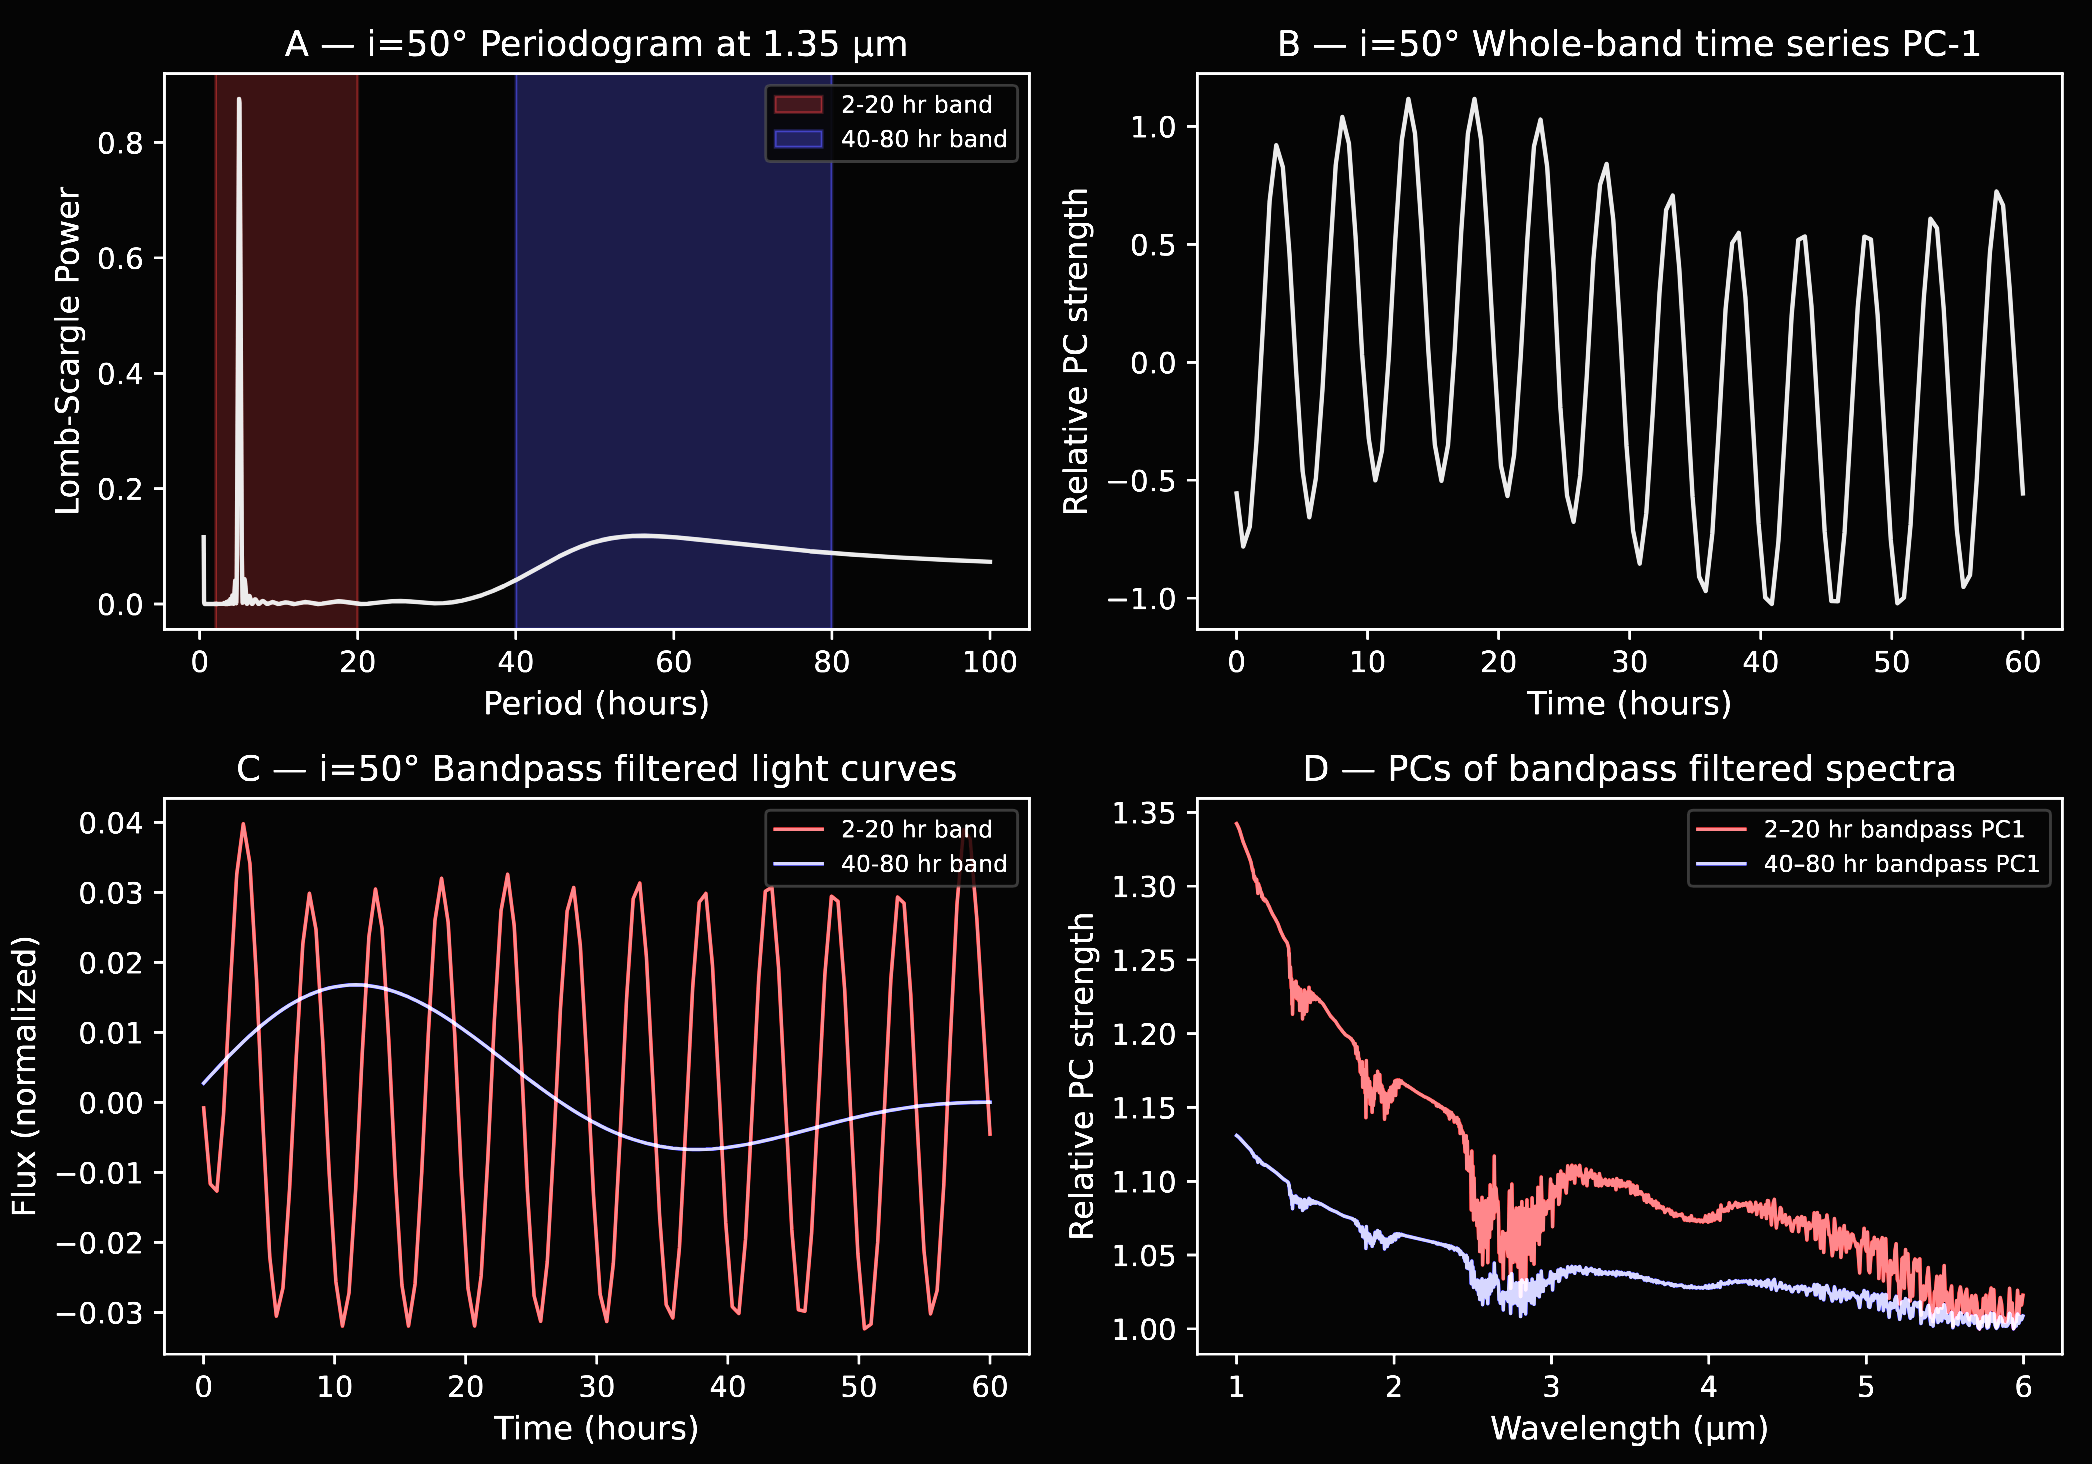 A — i=50° Periodogram at 1.35 μm
2-20 hr band
40-80 hr band
0.8
0.6
0.4
0.2
0.0
Lomb-Scargle Power
0 20 40 60 80 100
Period (hours)
B — i=50° Whole-band time series PC-1
1.0
0.5
0.0
−0.5
−1.0
Relative PC strength
0 10 20 30 40 50 60
Time (hours)
C — i=50° Bandpass filtered light curves
2-20 hr band
40-80 hr band
0.04
0.03
0.02
0.01
0.00
−0.01
−0.02
−0.03
Flux (normalized)
0 10 20 30 40 50 60
Time (hours)
D — PCs of bandpass filtered spectra
2–20 hr bandpass PC1
40–80 hr bandpass PC1
1.35
1.30
1.25
1.20
1.15
1.10
1.05
1.00
Relative PC strength
1 2 3 4 5 6
Wavelength (μm)